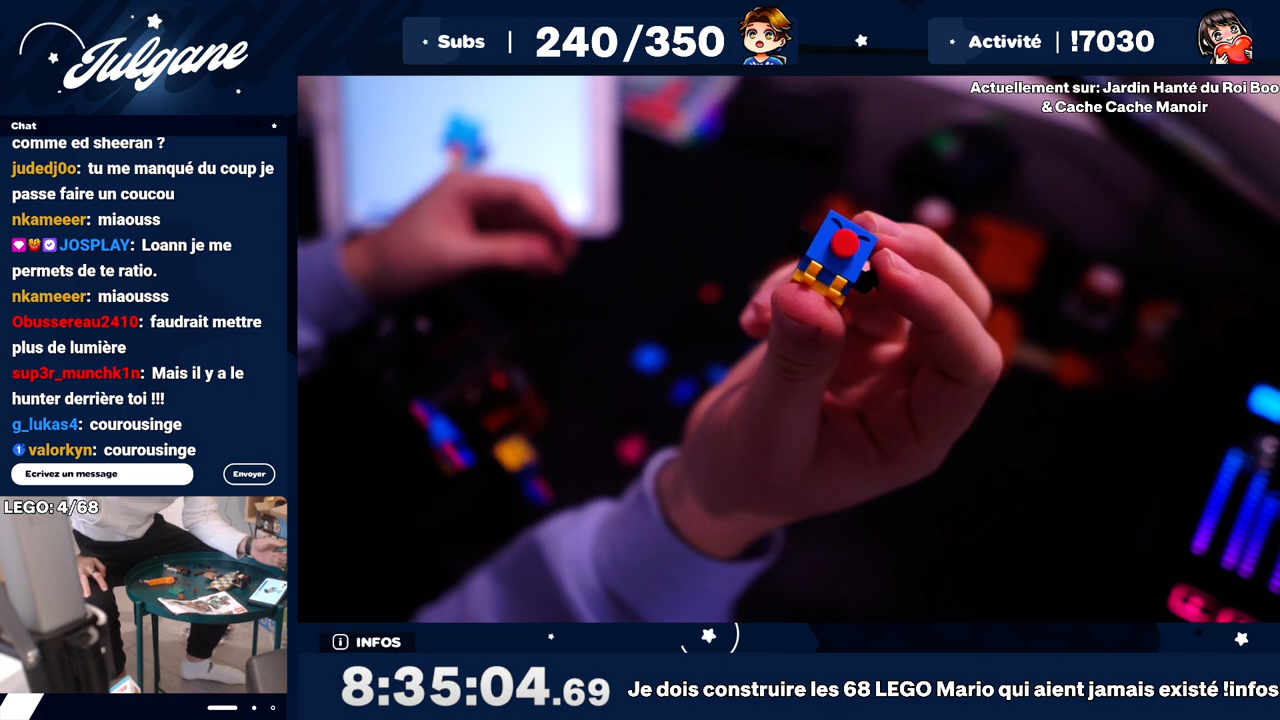 Julgane
Subs | 240/350
Activité | !7030
Actuellement sur: Jardin Hanté du Roi Boo
& Cache Cache Manoir
Chat
comme ed sheeran ?
judedj0o: tu me manqué du coup je
passe faire un coucou
nkameeer: miaouss
JOSPLAY: Loann je me
permets de te ratio.
nkameeer: miaousss
Obussereau2410: faudrait mettre
plus de lumière
sup3r_munchk1n: Mais il y a le
hunter derrière toi !!!
g_lukas4: courousinge
1 valorkyn: courousinge
Ecrivez un message
Envoyer
LEGO: 4/68
i INFOS
8:35:04.69
Je dois construire les 68 LEGO Mario qui aient jamais existé !infos